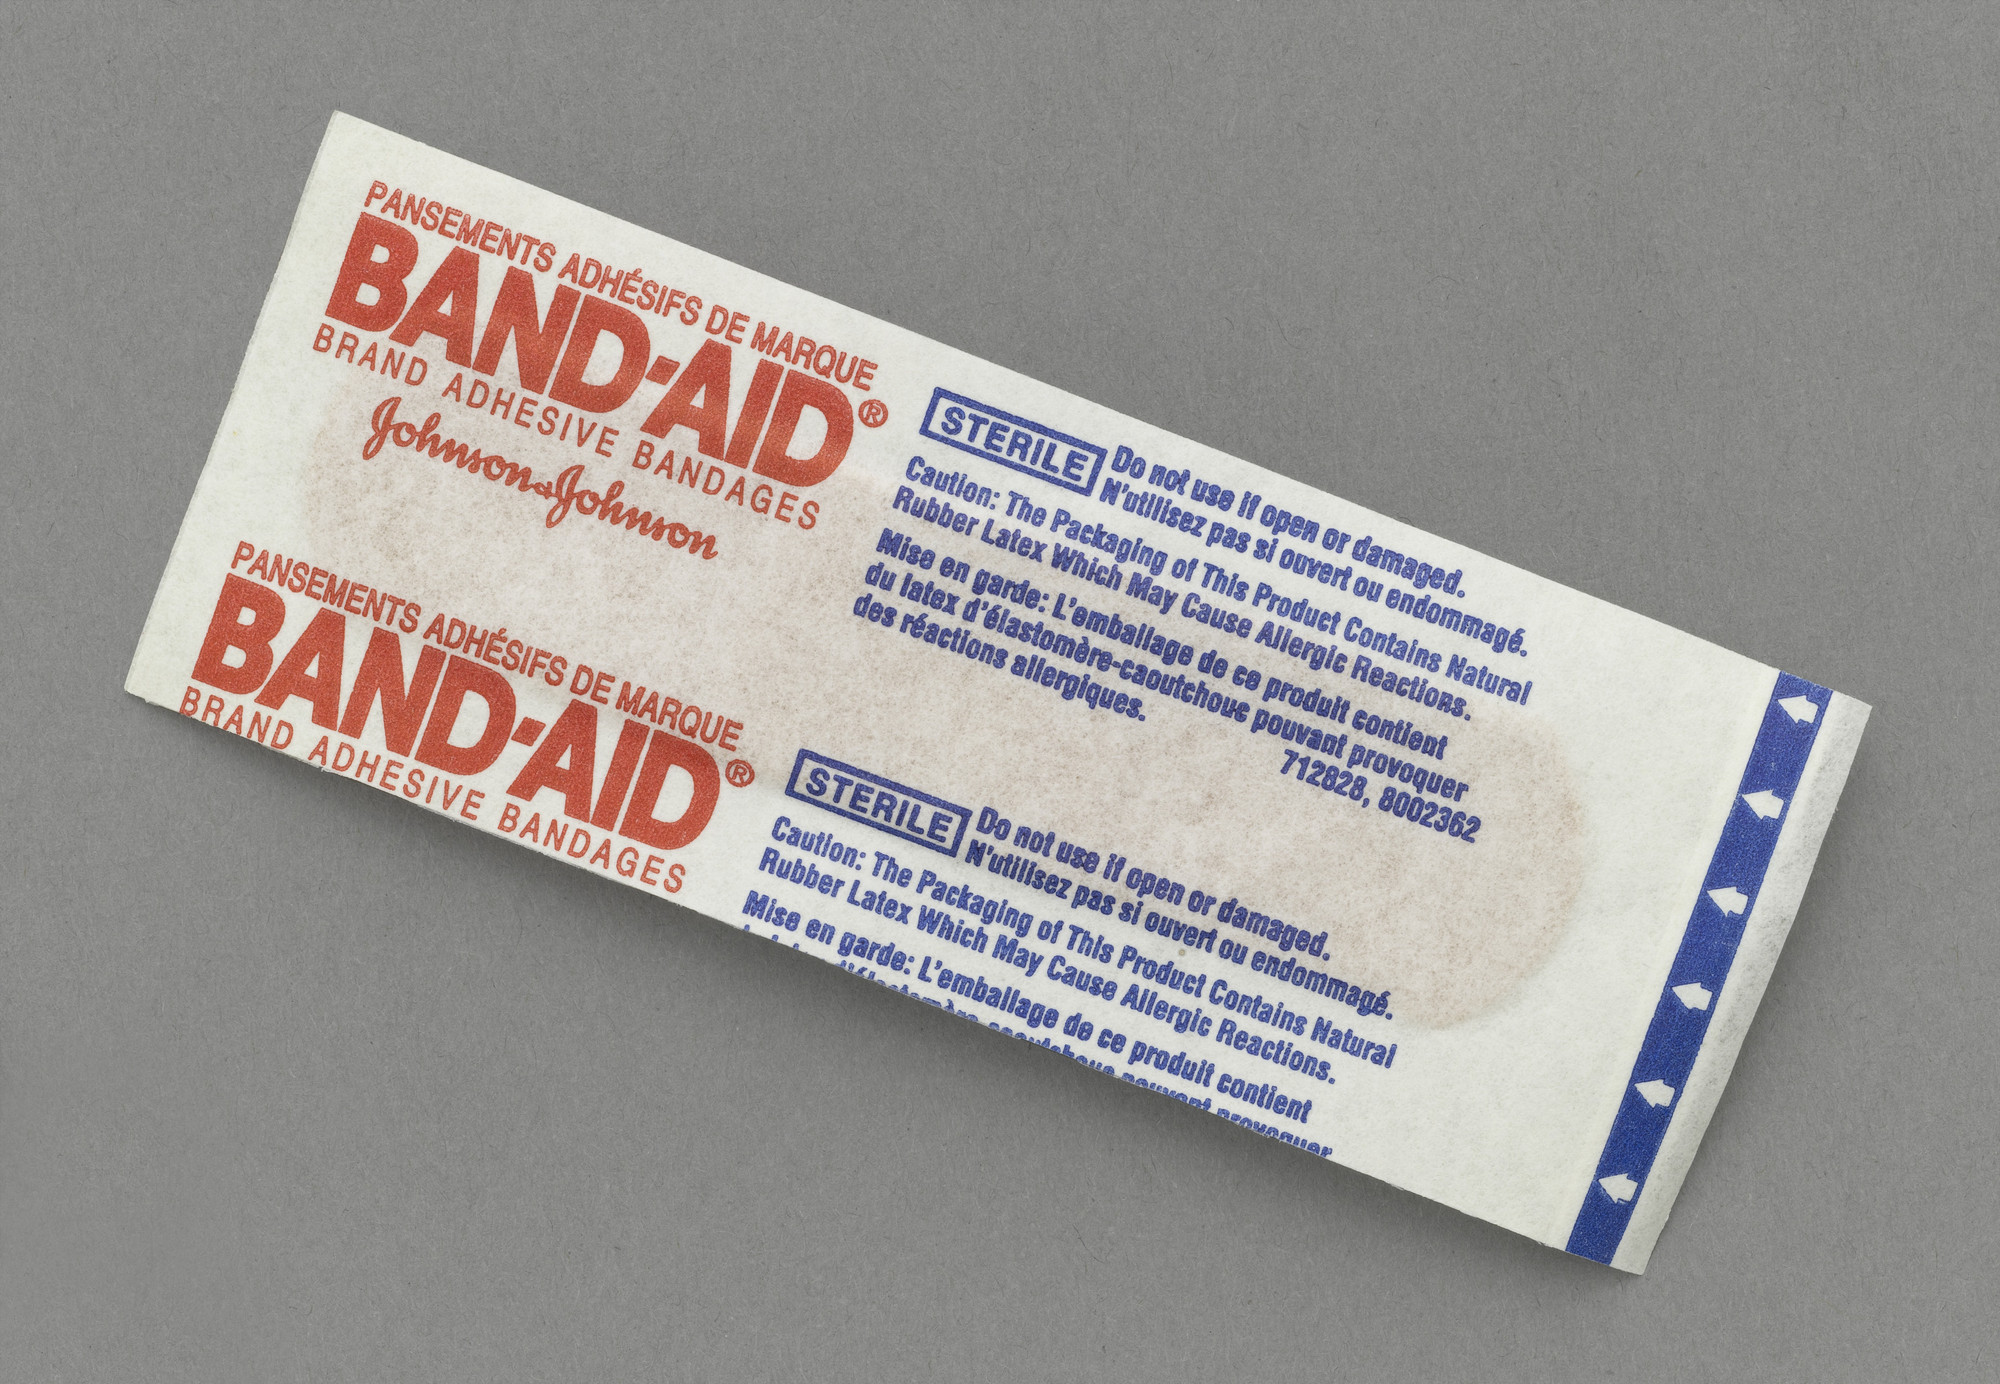 PANSEMENTS ADHÉSIFS DE MARQUE
BAND-AID®
BRAND ADHESIVE BANDAGES
Johnson & Johnson
STERILE
Do not use if open or damaged.
N'utilisez pas si ouvert ou endommagé.
Caution: The Packaging of This Product Contains Natural
Rubber Latex Which May Cause Allergic Reactions.
Mise en garde: L'emballage de ce produit contient
du latex d'élastomère-caoutchouc pouvant provoquer
des réactions allergiques.
712828, 8002362
PANSEMENTS ADHÉSIFS DE MARQUE
BAND-AID®
BRAND ADHESIVE BANDAGES
STERILE
Do not use if open or damaged.
N'utilisez pas si ouvert ou endommagé.
Caution: The Packaging of This Product Contains Natural
Rubber Latex Which May Cause Allergic Reactions.
Mise en garde: L'emballage de ce produit contient
d'élastomère-caoutchouc pouvant provoquer